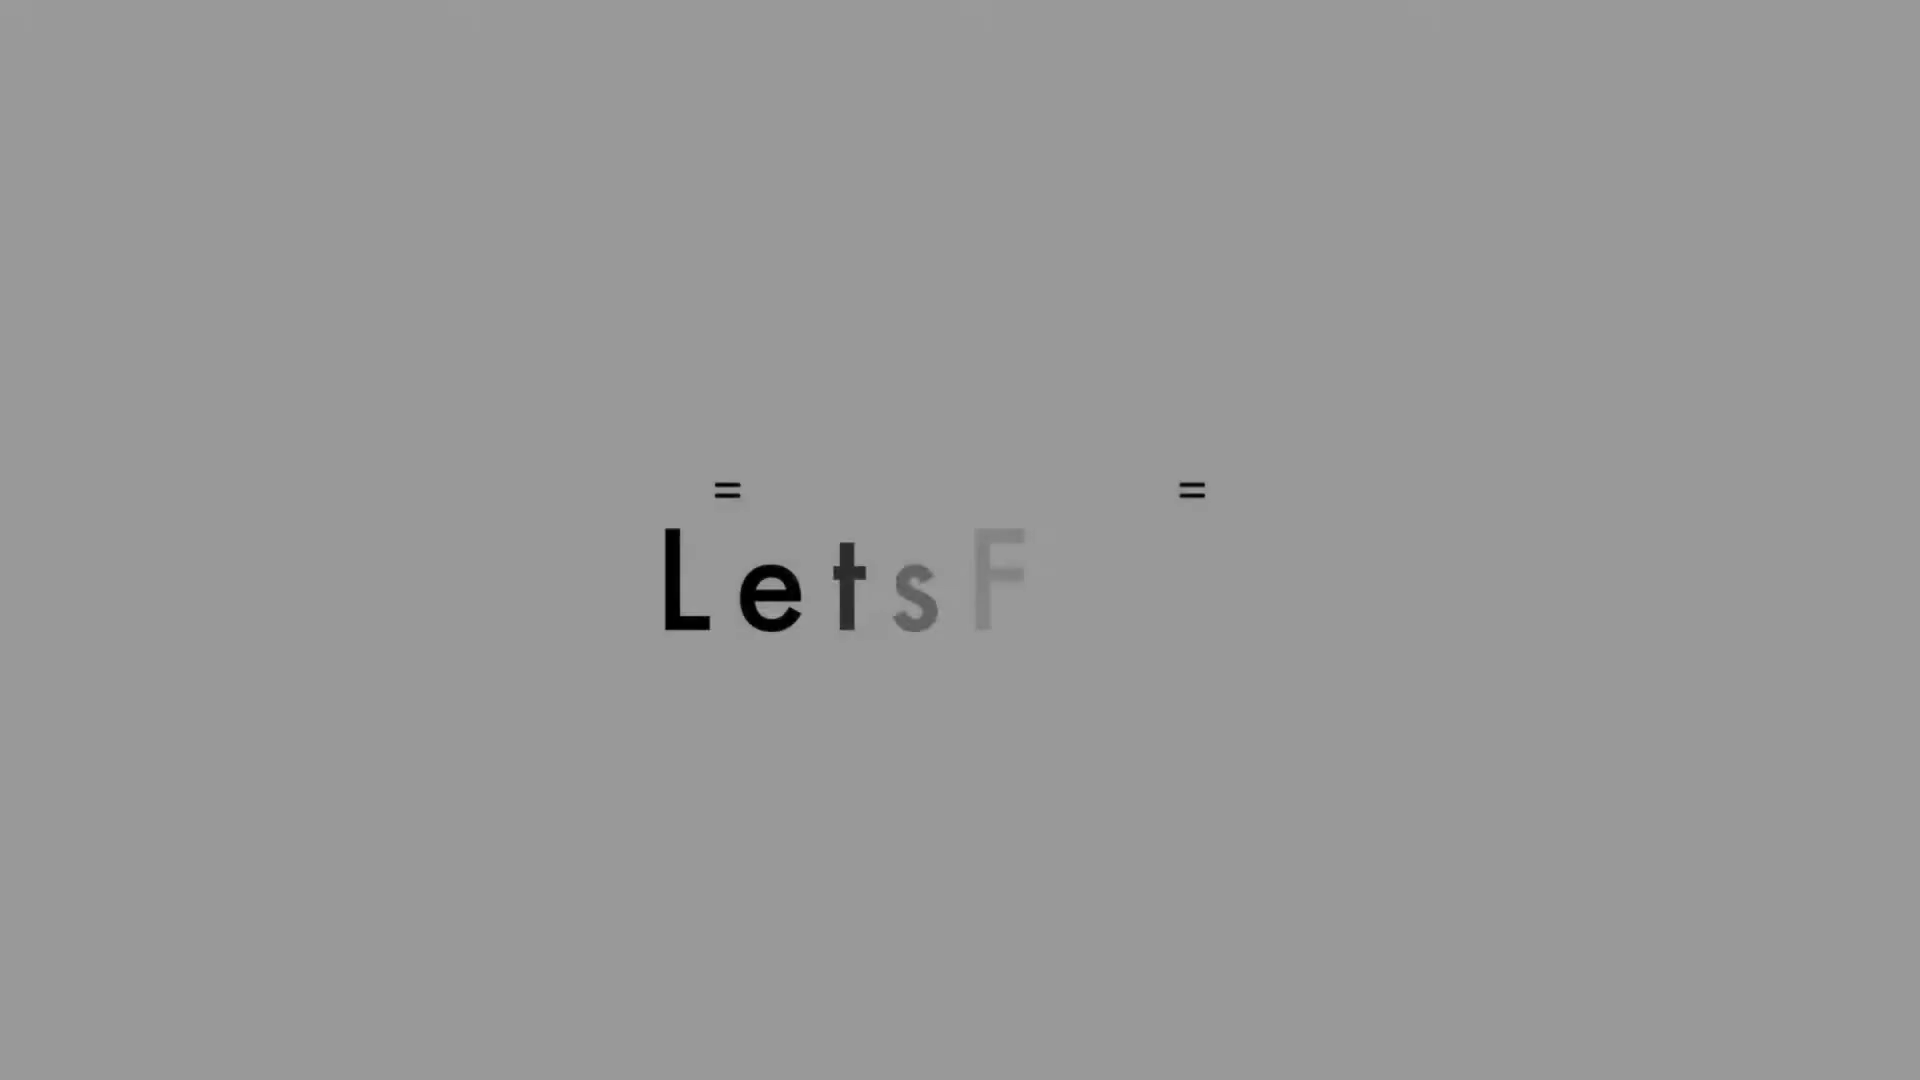 = =
LetsF